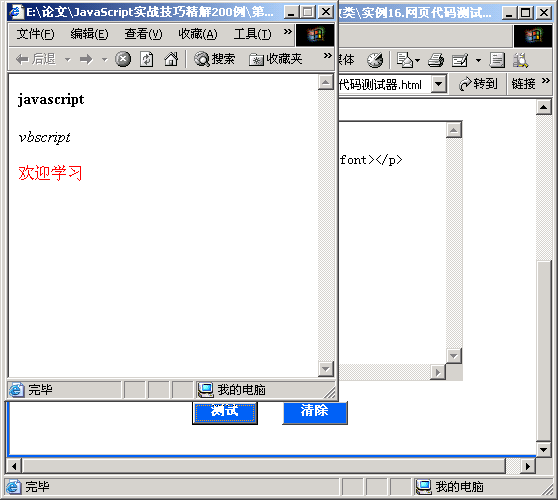 E:\论文\JavaScript实战技巧精解200例\第...
文件(F) 编辑(E) 查看(V) 收藏(A) 工具(T) »
后退 搜索 收藏夹 »
javascript
vbscript
欢迎学习
完毕 我的电脑
类\实例16.网页代码测试...
代码测试器.html 转到 链接 »
font></p>
测试 清除
完毕 我的电脑